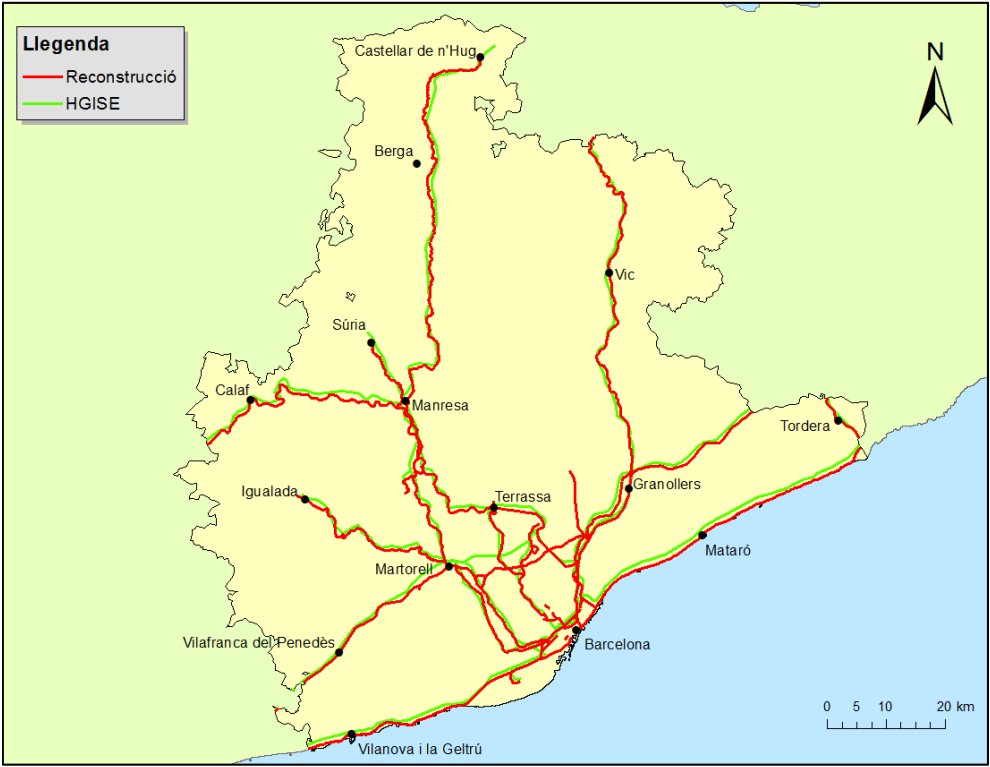 Llegenda
Reconstrucció
HGISE
N
Castellar de n'Hug
Berga
Vic
Súria
Calaf
Manresa
Tordera
Igualada
Terrassa
Granollers
Mataró
Martorell
Vilafranca del Penedès
Barcelona
0 5 10 20 km
Vilanova i la Geltrú